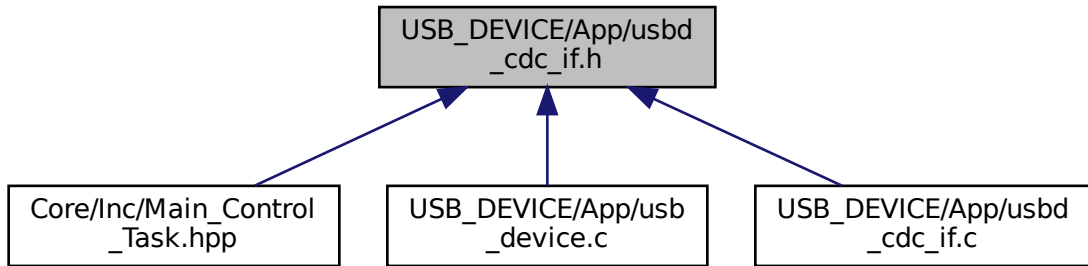 USB_DEVICE/App/usbd
_cdc_if.h
Core/Inc/Main_Control
_Task.hpp
USB_DEVICE/App/usb
_device.c
USB_DEVICE/App/usbd
_cdc_if.c